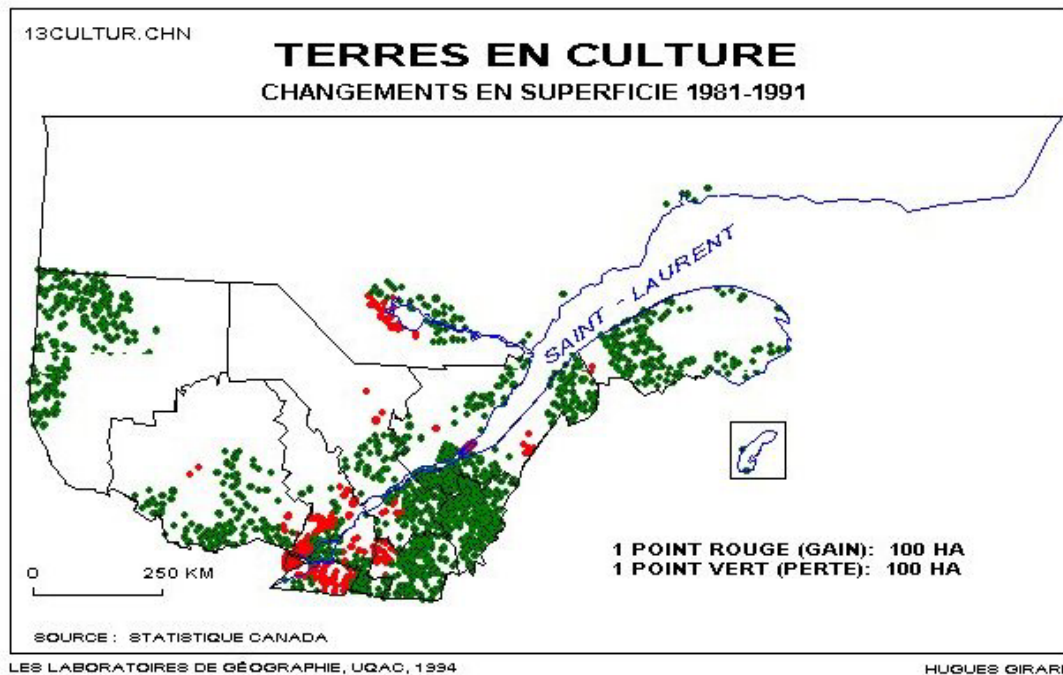 13CULTUR.CHN
TERRES EN CULTURE
CHANGEMENTS EN SUPERFICIE 1981-1991
SAINT - LAURENT
1 POINT ROUGE (GAIN): 100 HA
1 POINT VERT (PERTE): 100 HA
0 250 KM
SOURCE : STATISTIQUE CANADA
LES LABORATOIRES DE GÉOGRAPHIE, UQAC, 1994
HUGUES GIRARD